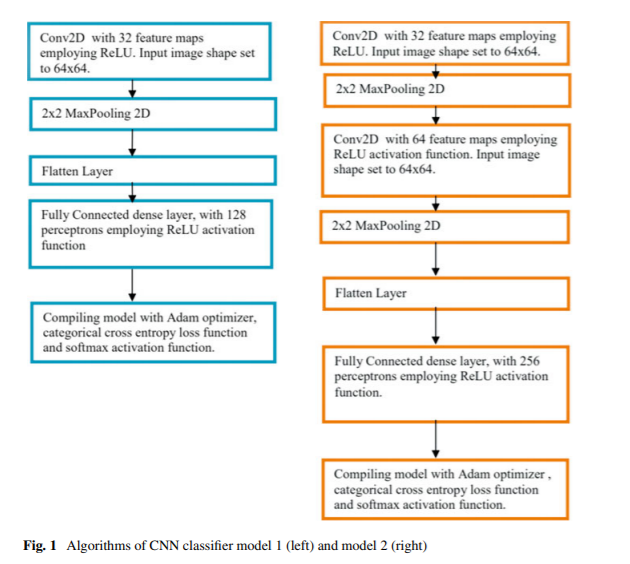 Conv2D with 32 feature maps
employing ReLU. Input image shape set
to 64x64.
2x2 MaxPooling 2D
Flatten Layer
Fully Connected dense layer, with 128
perceptrons employing ReLU activation
function
Compiling model with Adam optimizer,
categorical cross entropy loss function
and softmax activation function.
Conv2D with 32 feature maps employing
ReLU. Input image shape set to 64x64.
2x2 MaxPooling 2D
Conv2D with 64 feature maps employing
ReLU activation function. Input image
shape set to 64x64.
2x2 MaxPooling 2D
Flatten Layer
Fully Connected dense layer, with 256
perceptrons employing ReLU activation
function.
Compiling model with Adam optimizer ,
categorical cross entropy loss function
and softmax activation function.
Fig. 1 Algorithms of CNN classifier model 1 (left) and model 2 (right)